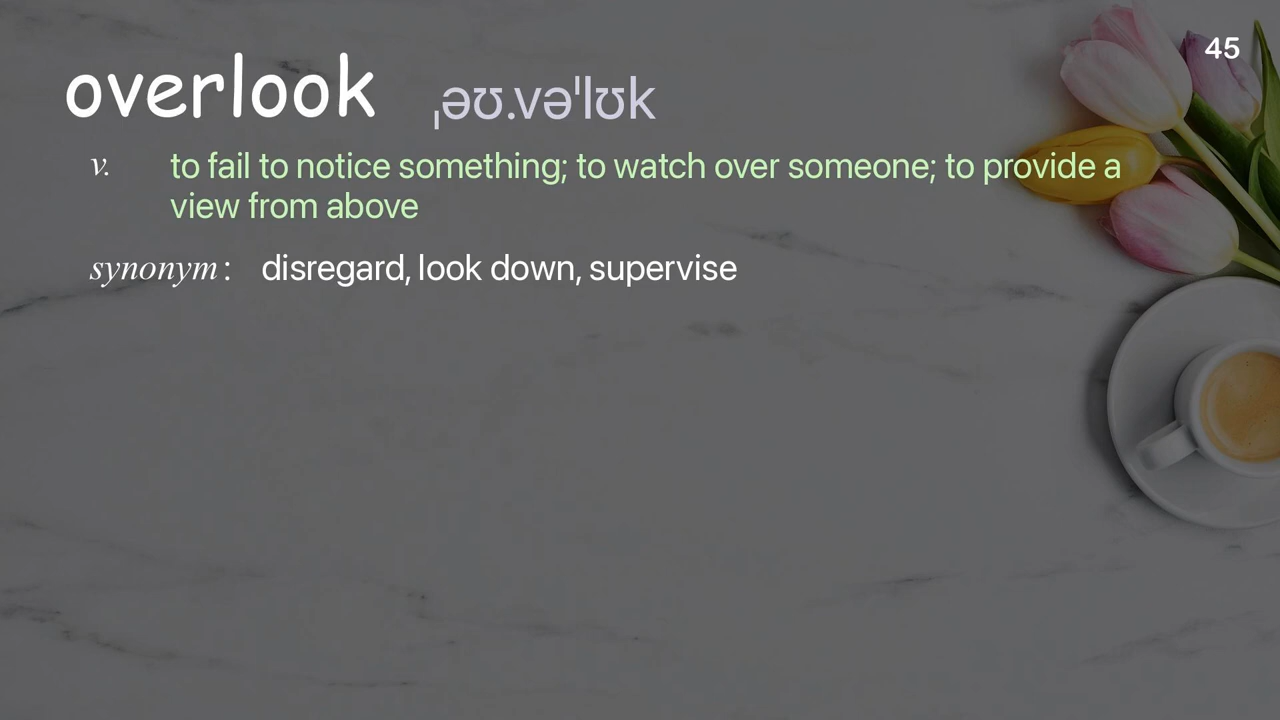 45
overlook ˌəʊ.vəˈlʊk
v. to fail to notice something; to watch over someone; to provide a
view from above
synonym: disregard, look down, supervise